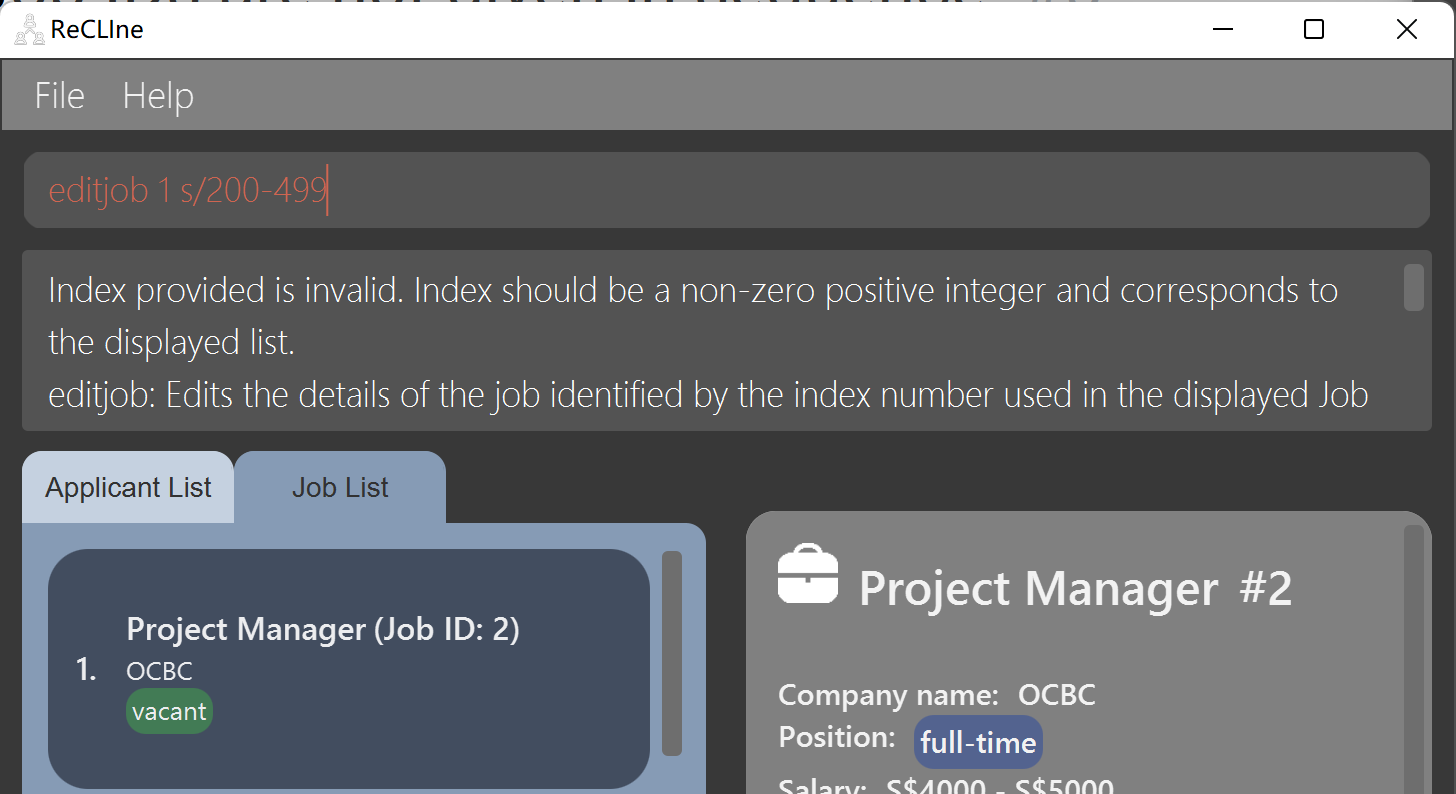 ReCLIne
File Help
editjob 1 s/200-499
Index provided is invalid. Index should be a non-zero positive integer and corresponds to
the displayed list.
editjob: Edits the details of the job identified by the index number used in the displayed Job
Applicant List
Job List
1.
Project Manager (Job ID: 2)
OCBC
vacant
Project Manager #2
Company name: OCBC
Position: full-time
Salary: S$4000 - S$5000